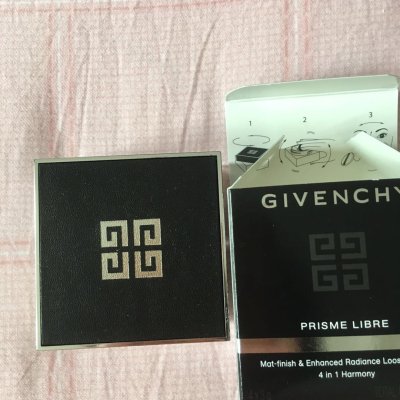 1
2
3
GIVENCHY
PRISME LIBRE
Mat-finish & Enhanced Radiance Loos
4 in 1 Harmony